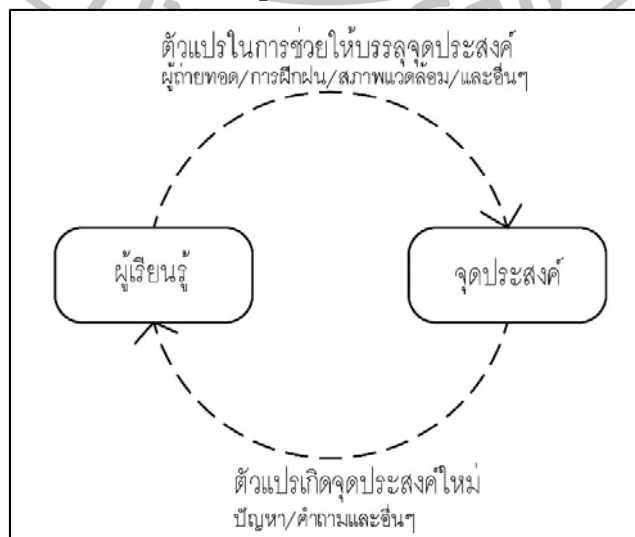 ตัวแปรในการช่วยให้บรรลุจุดประสงค์
ผู้ถ่ายทอด/การฝึกฝน/สภาพแวดล้อม/และอื่นๆ
ผู้เรียนรู้
จุดประสงค์
ตัวแปรเกิดจุดประสงค์ใหม่
ปัญหา/คำถามและอื่นๆ